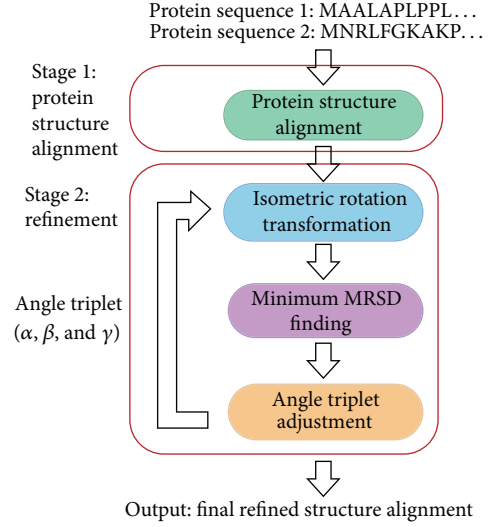 Protein sequence 1: MAALAPLPPL...
Protein sequence 2: MNRLFGKAKP...
Stage 1:
protein
structure
alignment
Protein structure
alignment
Stage 2:
refinement
Isometric rotation
transformation
Angle triplet
(α, β, and γ)
Minimum MRSD
finding
Angle triplet
adjustment
Output: final refined structure alignment